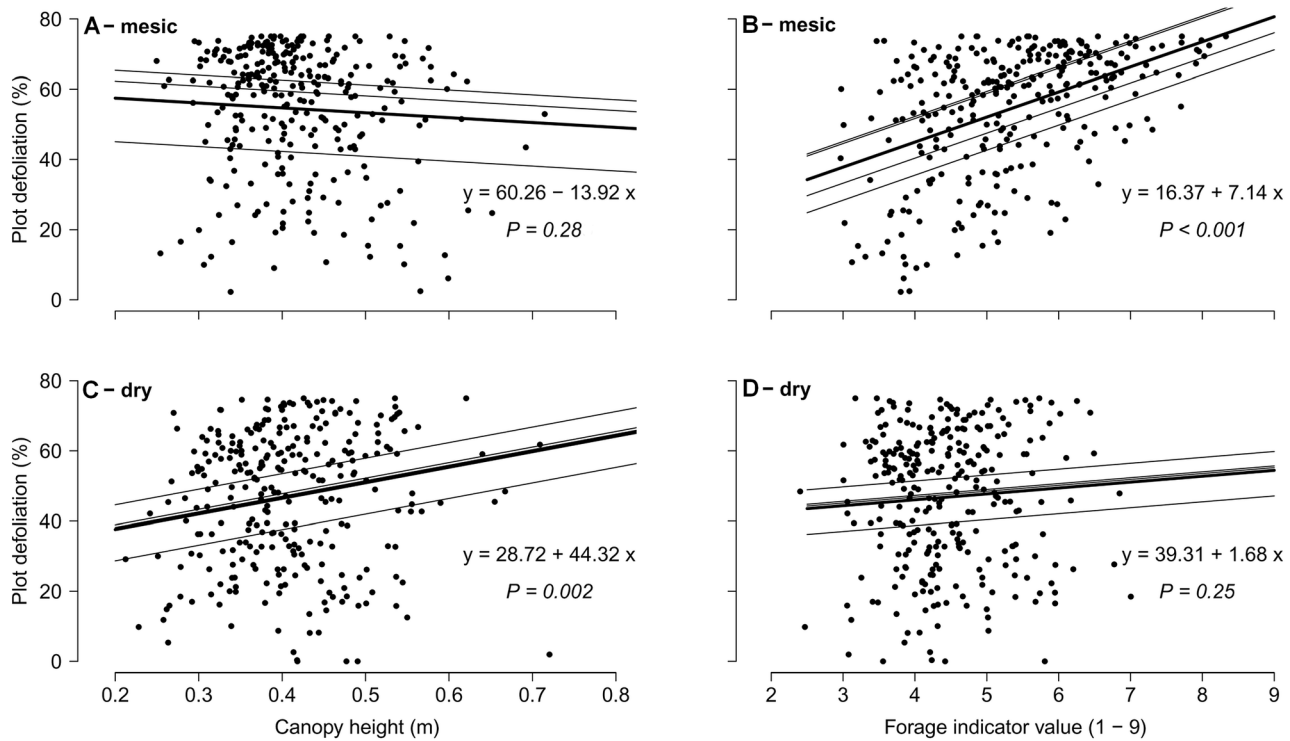 A – mesic
B – mesic
Plot defoliation (%)
80
60
40
20
0
y = 60.26 − 13.92 x
P = 0.28
y = 16.37 + 7.14 x
P < 0.001
C – dry
D – dry
Plot defoliation (%)
80
60
40
20
0
y = 28.72 + 44.32 x
P = 0.002
y = 39.31 + 1.68 x
P = 0.25
0.2 0.3 0.4 0.5 0.6 0.7 0.8
2 3 4 5 6 7 8 9
Canopy height (m)
Forage indicator value (1 − 9)